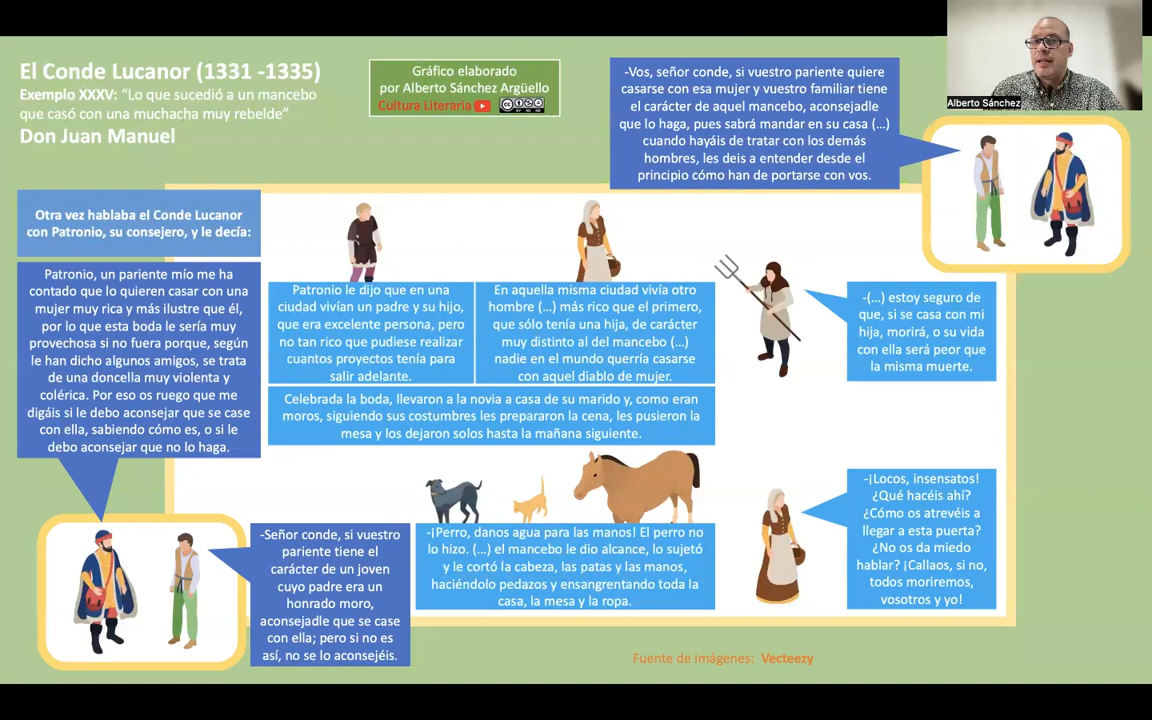 El Conde Lucanor (1331 -1335)
Exemplo XXXV: “Lo que sucedió a un mancebo
que casó con una muchacha muy rebelde”
Don Juan Manuel
Gráfico elaborado
por Alberto Sánchez Argüello
Cultura Literaria
-Vos, señor conde, si vuestro pariente quiere
casarse con esa mujer y vuestro familiar tiene
el carácter de aquel mancebo, aconsejadle
que lo haga, pues sabrá mandar en su casa (...)
cuando hayáis de tratar con los demás
hombres, les deis a entender desde el
principio cómo han de portarse con vos.
Alberto Sánchez
Otra vez hablaba el Conde Lucanor
con Patronio, su consejero, y le decía:
Patronio, un pariente mío me ha
contado que lo quieren casar con una
mujer muy rica y más ilustre que él,
por lo que esta boda le sería muy
provechosa si no fuera porque, según
le han dicho algunos amigos, se trata
de una doncella muy violenta y
colérica. Por eso os ruego que me
digáis si le debo aconsejar que se case
con ella, sabiendo cómo es, o si le
debo aconsejar que no lo haga.
-Señor conde, si vuestro
pariente tiene el
carácter de un joven
cuyo padre era un
honrado moro,
aconsejadle que se case
con ella; pero si no es
así, no se lo aconsejéis.
Patronio le dijo que en una
ciudad vivían un padre y su hijo,
que era excelente persona, pero
no tan rico que pudiese realizar
cuantos proyectos tenía para
salir adelante.
En aquella misma ciudad vivía otro
hombre (...) más rico que el primero,
que sólo tenía una hija, de carácter
muy distinto al del mancebo (...)
nadie en el mundo querría casarse
con aquel diablo de mujer.
-(...) estoy seguro de
que, si se casa con mi
hija, morirá, o su vida
con ella será peor que
la misma muerte.
Celebrada la boda, llevaron a la novia a casa de su marido y, como eran
moros, siguiendo sus costumbres les prepararon la cena, les pusieron la
mesa y los dejaron solos hasta la mañana siguiente.
-¡Perro, danos agua para las manos! El perro no
lo hizo. (...) el mancebo le dio alcance, lo sujetó
y le cortó la cabeza, las patas y las manos,
haciéndolo pedazos y ensangrentando toda la
casa, la mesa y la ropa.
-¡Locos, insensatos!
¿Qué hacéis ahí?
¿Cómo os atrevéis a
llegar a esta puerta?
¿No os da miedo
hablar? ¡Callaos, si no,
todos moriremos,
vosotros y yo!
Fuente de imágenes: Vecteezy